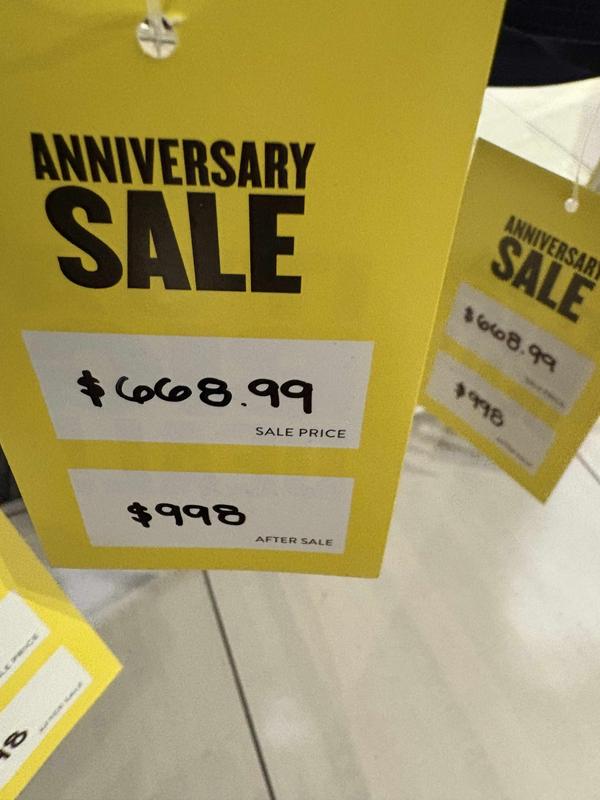 ANNIVERSARY
SALE
$668.99
SALE PRICE
$998
AFTER SALE
ANNIVERSARY
SALE
$668.99
$998